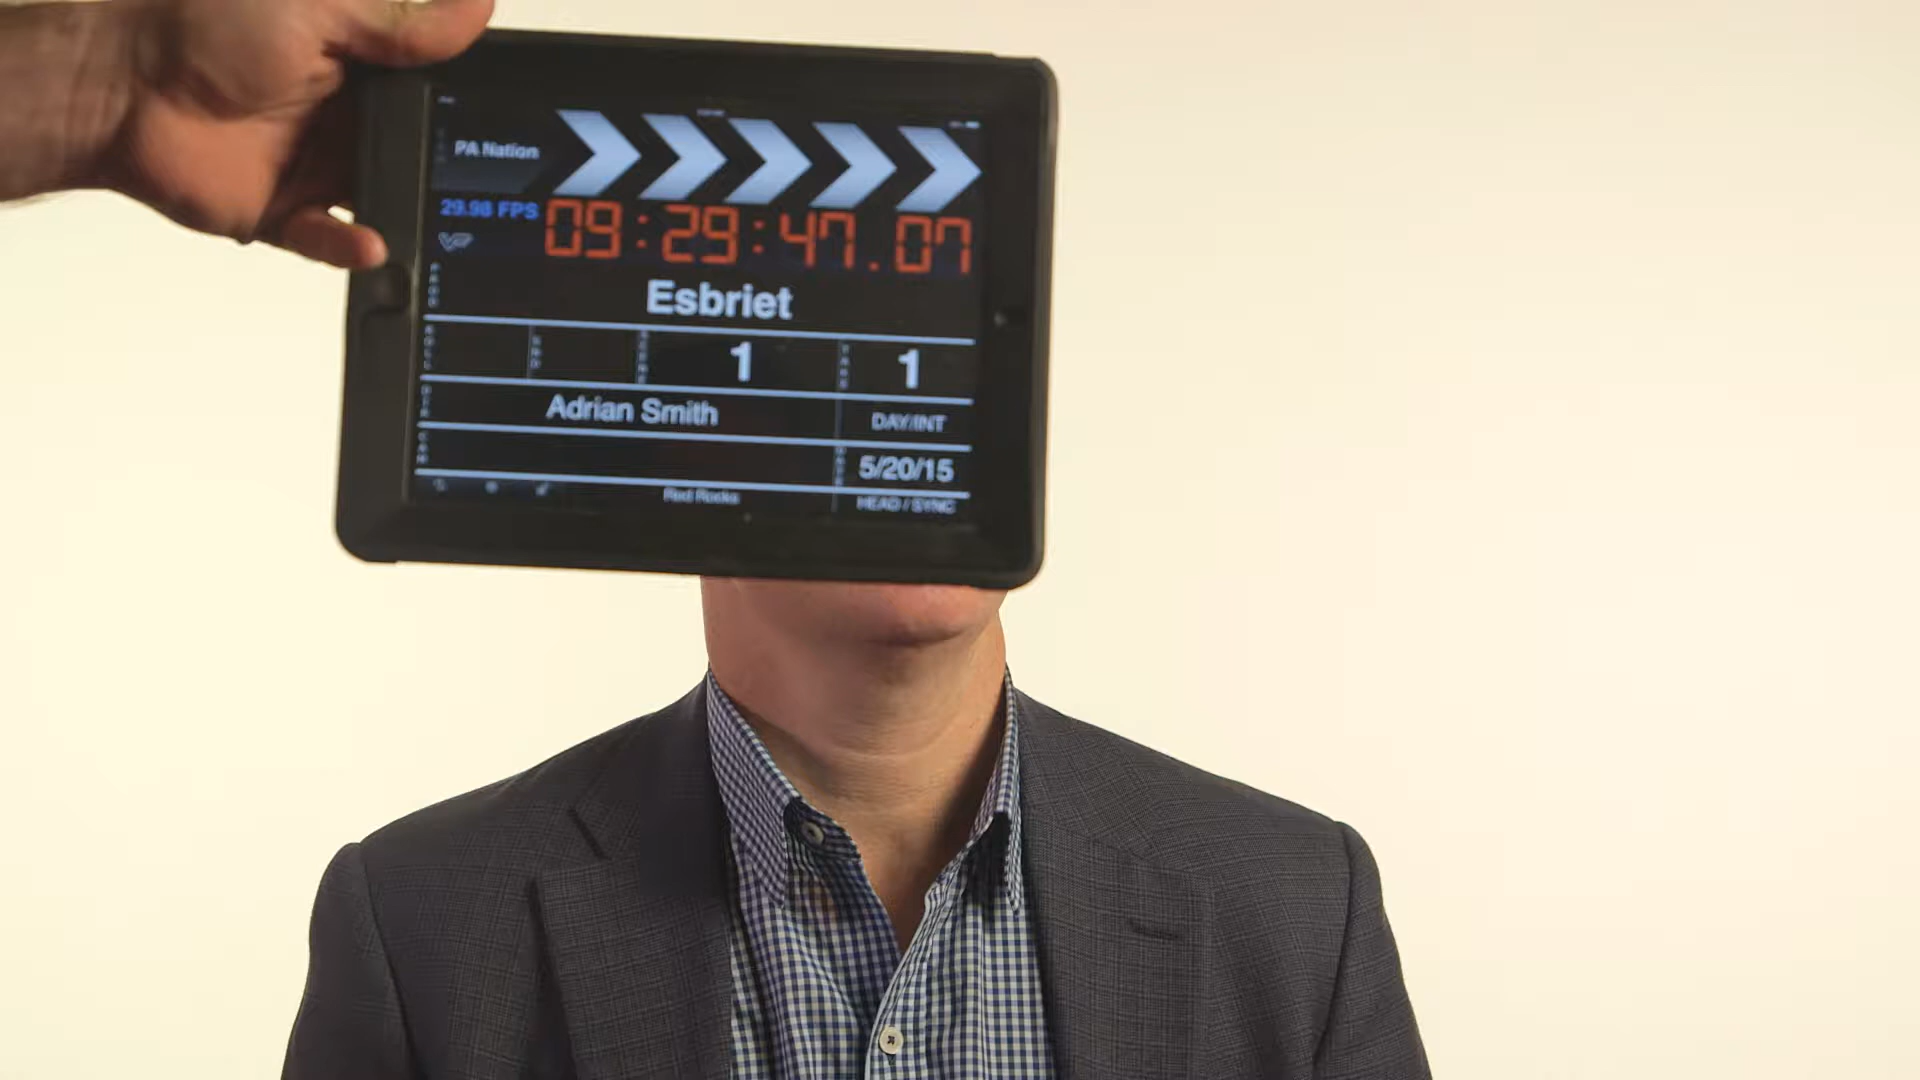 PA Nation
29.98 FPS
09:29:47.07
Esbriet
1
1
Adrian Smith
DAY/INT
5/20/15
Red Rocks
HEAD / SYNC